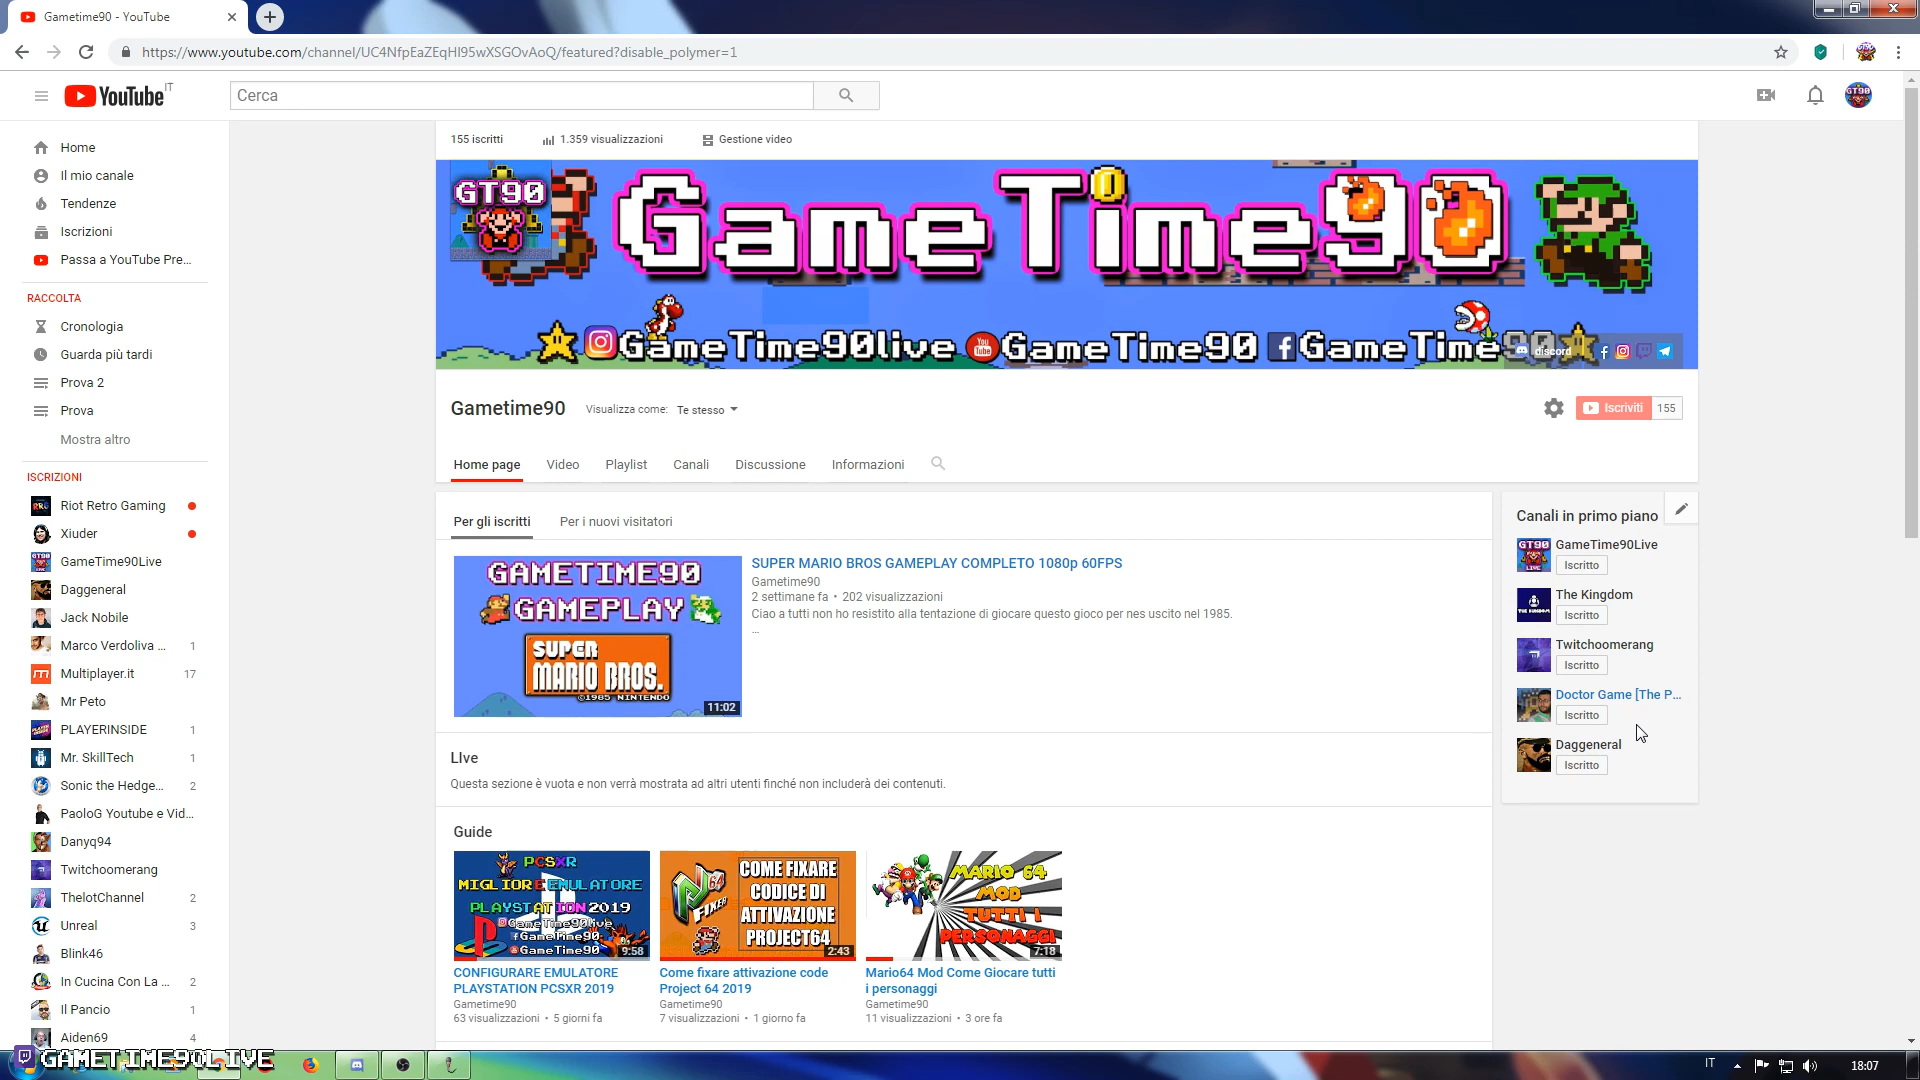 Gametime90 - YouTube
https://www.youtube.com/channel/UC4NfpEaZEqHI95wXSGOvAoQ/featured?disable_polymer=1
YouTube IT
Cerca
Home
Il mio canale
Tendenze
Iscrizioni
Passa a YouTube Pre...
RACCOLTA
Cronologia
Guarda più tardi
Prova 2
Prova
Mostra altro
ISCRIZIONI
Riot Retro Gaming
Xiuder
GameTime90Live
Daggeneral
Jack Nobile
Marco Verdoliva ... 1
Multiplayer.it 17
Mr Peto
PLAYERINSIDE 1
Mr. SkillTech 1
Sonic the Hedge... 2
PaoloG Youtube e Vid...
Danyq94
Twitchoomerang
ThelotChannel 2
Unreal 3
Blink46
In Cucina Con La ... 2
Il Pancio 1
Aiden69 4
155 iscritti
1.359 visualizzazioni
Gestione video
GT90
GameTime90
GameTime90live
You Tube
GameTime90
GameTime90
discord
Gametime90
Visualizza come: Te stesso
Iscriviti 155
Home page
Video
Playlist
Canali
Discussione
Informazioni
Per gli iscritti
Per i nuovi visitatori
GAMETIME90
GAMEPLAY
SUPER
MARIO BROS.
©1985 NINTENDO
11:02
SUPER MARIO BROS GAMEPLAY COMPLETO 1080p 60FPS
Gametime90
2 settimane fa • 202 visualizzazioni
Ciao a tutti non ho resistito alla tentazione di giocare questo gioco per nes uscito nel 1985.
...
LIve
Questa sezione è vuota e non verrà mostrata ad altri utenti finché non includerà dei contenuti.
Guide
PCSXR
MIGLIORE EMULATORE
PLAYSTATION 2019
GameTime90live
GameTime90
GameTime90
9:58
CONFIGURARE EMULATORE
PLAYSTATION PCSXR 2019
Gametime90
63 visualizzazioni • 5 giorni fa
64
FIXER
COME FIXARE
CODICE DI
ATTIVAZIONE
PROJECT64
2:43
Come fixare attivazione code
Project 64 2019
Gametime90
7 visualizzazioni • 1 giorno fa
MARIO 64
MOD
TUTTI I
PERSONAGGI
7:18
Mario64 Mod Come Giocare tutti
i personaggi
Gametime90
11 visualizzazioni • 3 ore fa
Canali in primo piano
GameTime90Live
Iscritto
The Kingdom
Iscritto
Twitchoomerang
Iscritto
Doctor Game [The P...
Iscritto
Daggeneral
Iscritto
GAMETIME90LIVE
IT
18:07